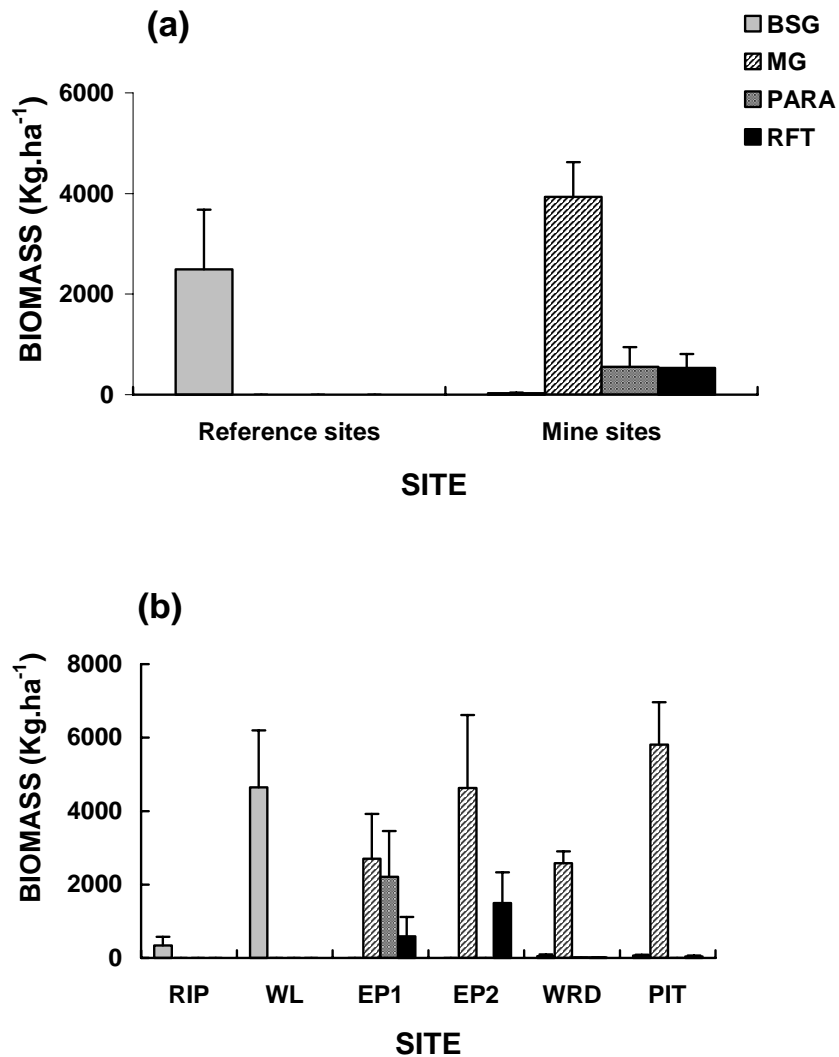 (a)
BSG
MG
PARA
RFT
BIOMASS (Kg.ha⁻¹)
6000
4000
2000
0
Reference sites Mine sites
SITE
(b)
BIOMASS (Kg.ha⁻¹)
8000
6000
4000
2000
0
RIP WL EP1 EP2 WRD PIT
SITE